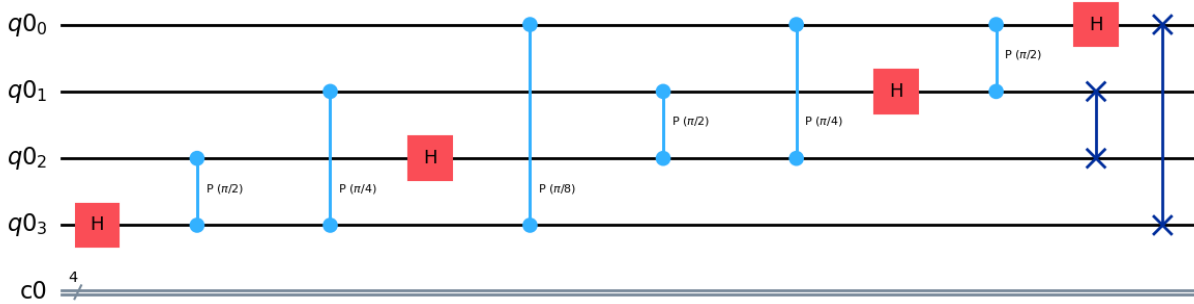 q0₀ H
P (π/2)
q0₁ H
P (π/2) P (π/4)
q0₂ H
P (π/2) P (π/4) P (π/8)
q0₃ H
4
c0